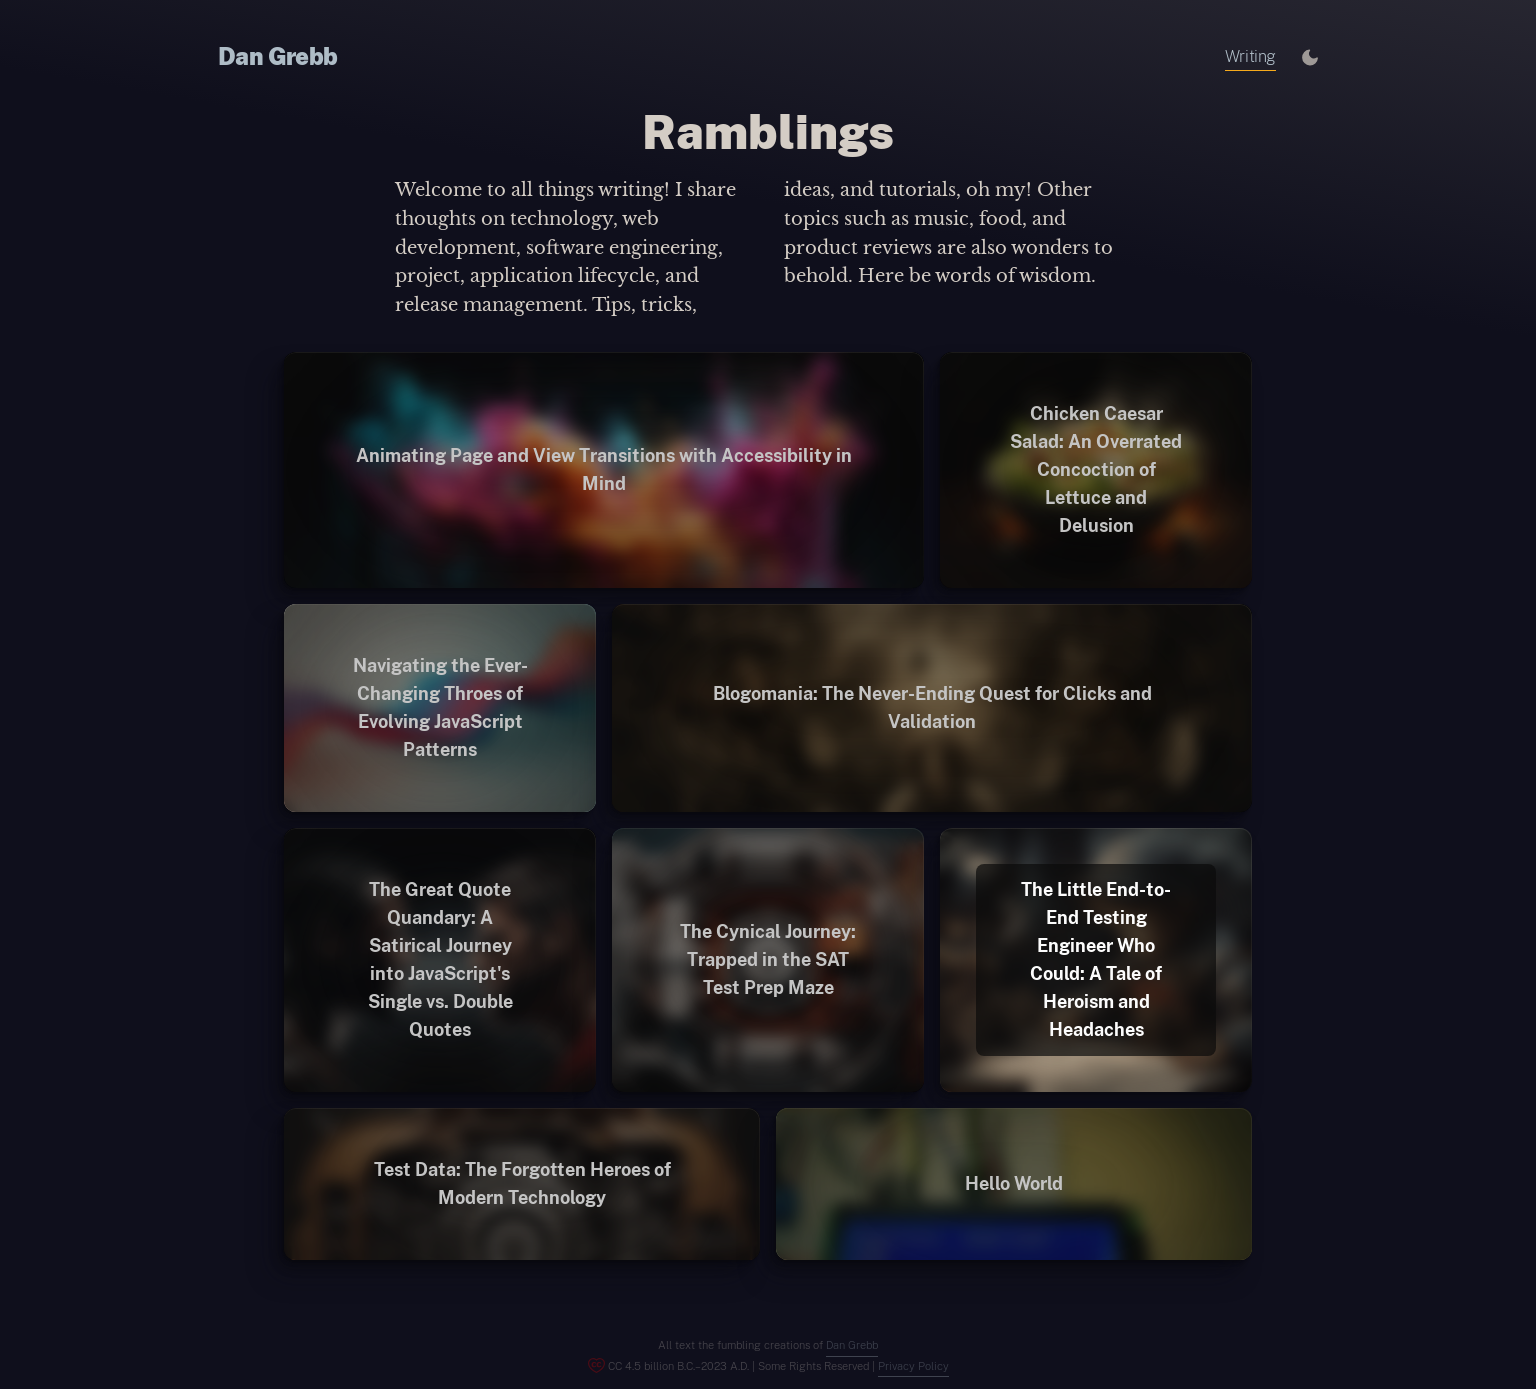 Dan Grebb
Writing
Ramblings
Welcome to all things writing! I share
thoughts on technology, web
development, software engineering,
project, application lifecycle, and
release management. Tips, tricks,
ideas, and tutorials, oh my! Other
topics such as music, food, and
product reviews are also wonders to
behold. Here be words of wisdom.
Animating Page and View Transitions with Accessibility in
Mind
Chicken Caesar
Salad: An Overrated
Concoction of
Lettuce and
Delusion
Navigating the Ever-
Changing Throes of
Evolving JavaScript
Patterns
Blogomania: The Never-Ending Quest for Clicks and
Validation
The Great Quote
Quandary: A
Satirical Journey
into JavaScript's
Single vs. Double
Quotes
The Cynical Journey:
Trapped in the SAT
Test Prep Maze
The Little End-to-
End Testing
Engineer Who
Could: A Tale of
Heroism and
Headaches
Test Data: The Forgotten Heroes of
Modern Technology
Hello World
All text the fumbling creations of Dan Grebb
CC 4.5 billion B.C.–2023 A.D. | Some Rights Reserved | Privacy Policy